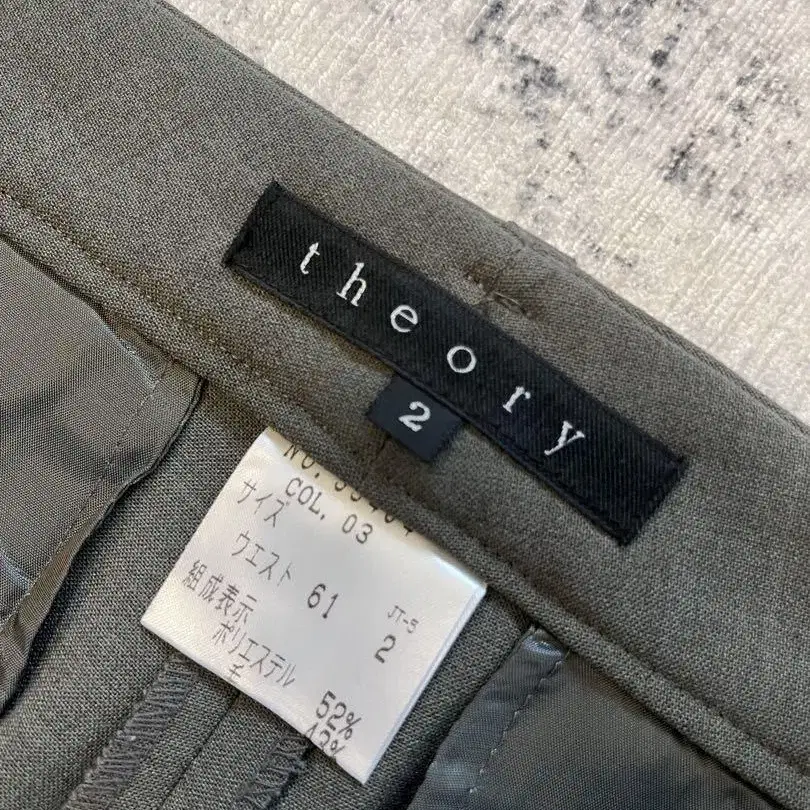 theory
2
COL. 03
サイズ
JT-5
2
ウエスト 61
組成表示
ポリエステル 52%
毛